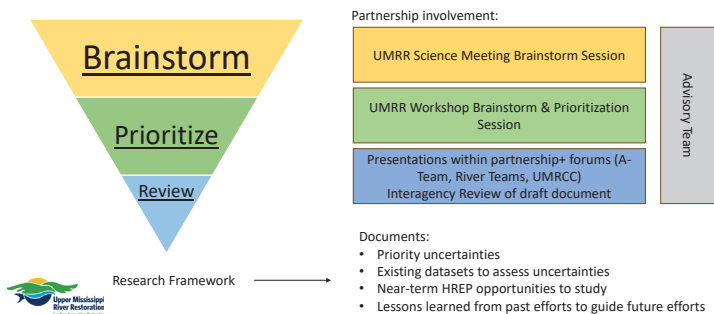 Partnership involvement:
Brainstorm
UMRR Science Meeting Brainstorm Session
Prioritize
UMRR Workshop Brainstorm & Prioritization
Session
Review
Presentations within partnership+ forums (A-
Team, River Teams, UMRCC)
Interagency Review of draft document
Advisory Team
Research Framework
Documents:
• Priority uncertainties
• Existing datasets to assess uncertainties
• Near-term HREP opportunities to study
• Lessons learned from past efforts to guide future efforts
Upper Mississippi
River Restoration